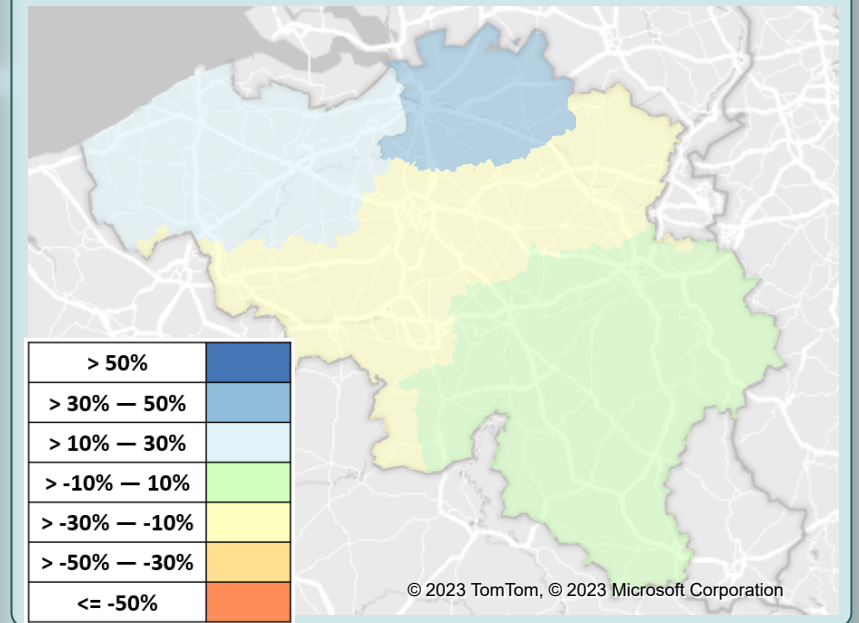 > 50%
> 30% — 50%
> 10% — 30%
> -10% — 10%
> -30% — -10%
> -50% — -30%
<= -50%
© 2023 TomTom, © 2023 Microsoft Corporation